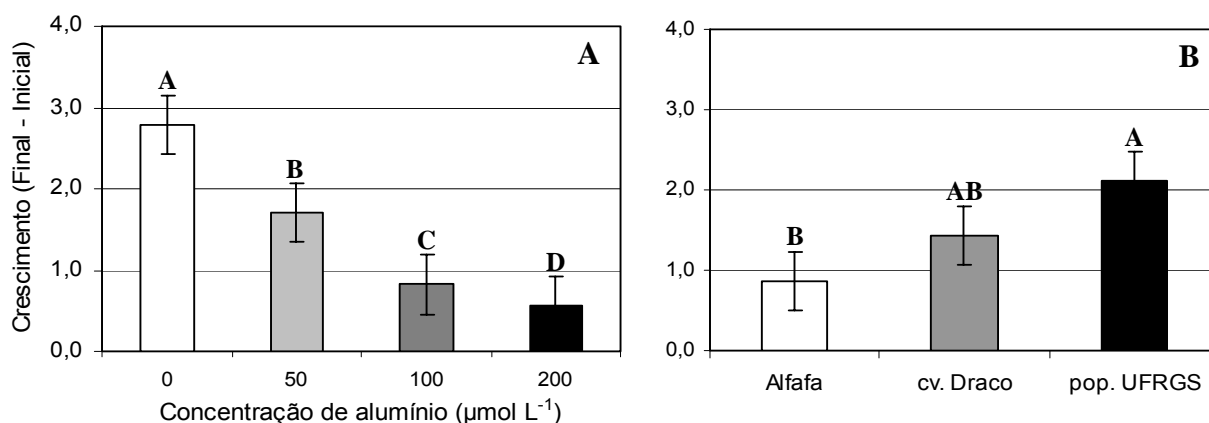 Crescimento (Final - Inicial)
4,0
3,0
2,0
1,0
0,0
A
A
B
C
D
0 50 100 200
Concentração de alumínio (µmol L⁻¹)
4,0
3,0
2,0
1,0
0,0
B
B
AB
A
Alfafa cv. Draco pop. UFRGS